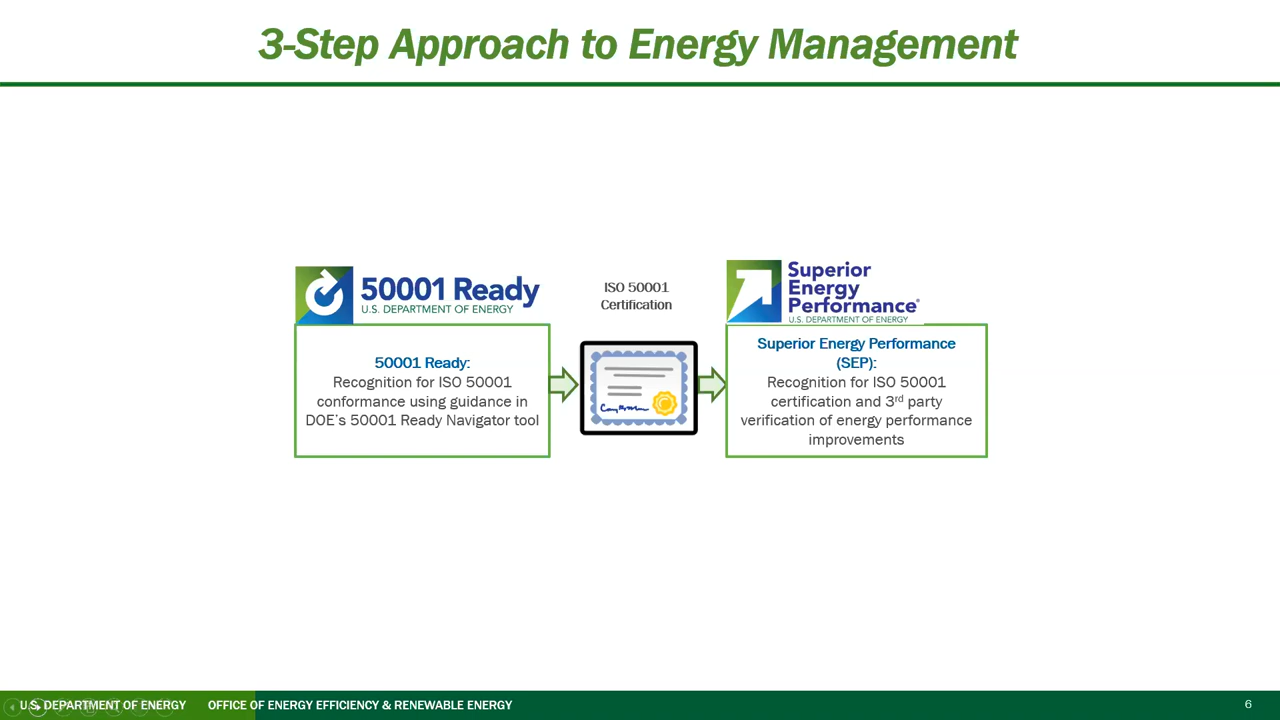 3-Step Approach to Energy Management
50001 Ready
U.S. DEPARTMENT OF ENERGY
50001 Ready:
Recognition for ISO 50001
conformance using guidance in
DOE's 50001 Ready Navigator tool
ISO 50001
Certification
Superior
Energy
Performance®
U.S. DEPARTMENT OF ENERGY
Superior Energy Performance
(SEP):
Recognition for ISO 50001
certification and 3rd party
verification of energy performance
improvements
U.S. DEPARTMENT OF ENERGY OFFICE OF ENERGY EFFICIENCY & RENEWABLE ENERGY
6